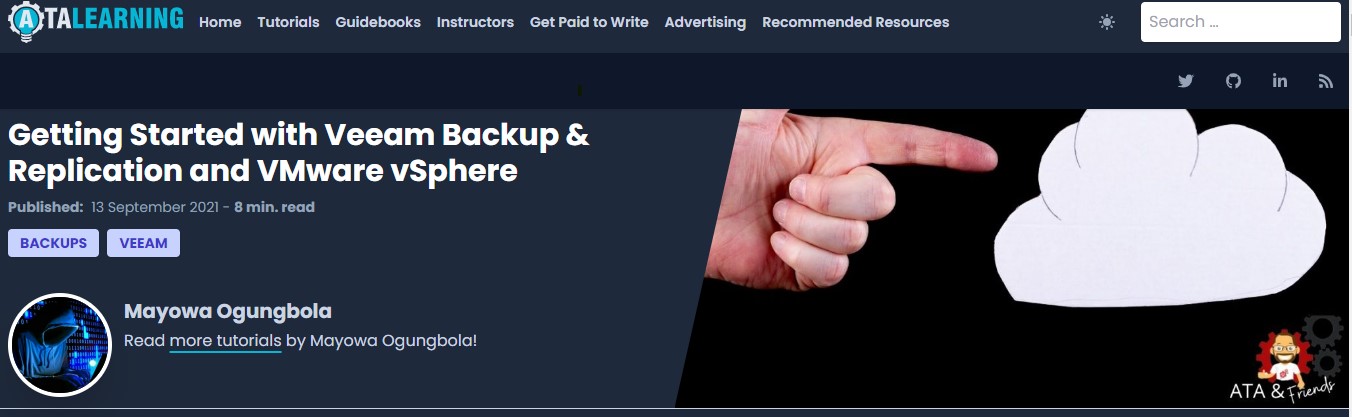 ATALEARNING
Home Tutorials Guidebooks Instructors Get Paid to Write Advertising Recommended Resources
Search ...
Getting Started with Veeam Backup &
Replication and VMware vSphere
Published: 13 September 2021 - 8 min. read
BACKUPS VEEAM
Mayowa Ogungbola
Read more tutorials by Mayowa Ogungbola!
ATA & Friends